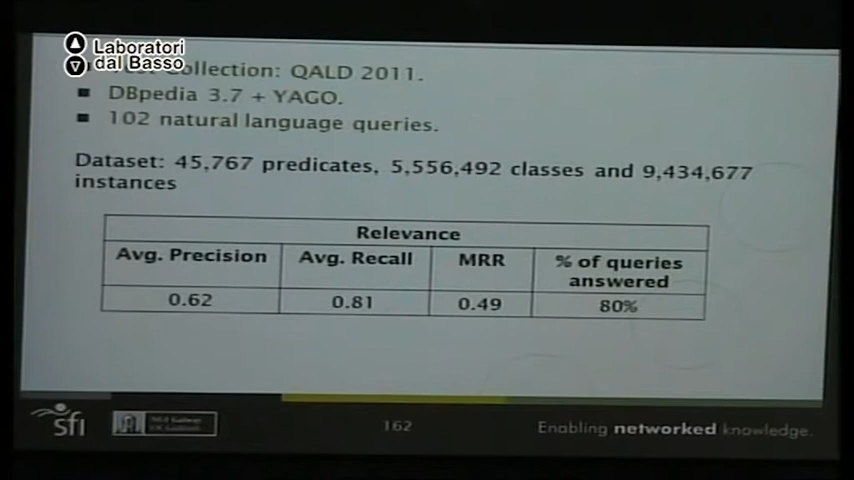 Laboratori
dal Basso
Collection: QALD 2011.
DBpedia 3.7 + YAGO.
102 natural language queries.
Dataset: 45,767 predicates, 5,556,492 classes and 9,434,677
instances
Relevance
Avg. Precision Avg. Recall MRR % of queries
answered
0.62 0.81 0.49 80%
sfi
162
Enabling networked knowledge.